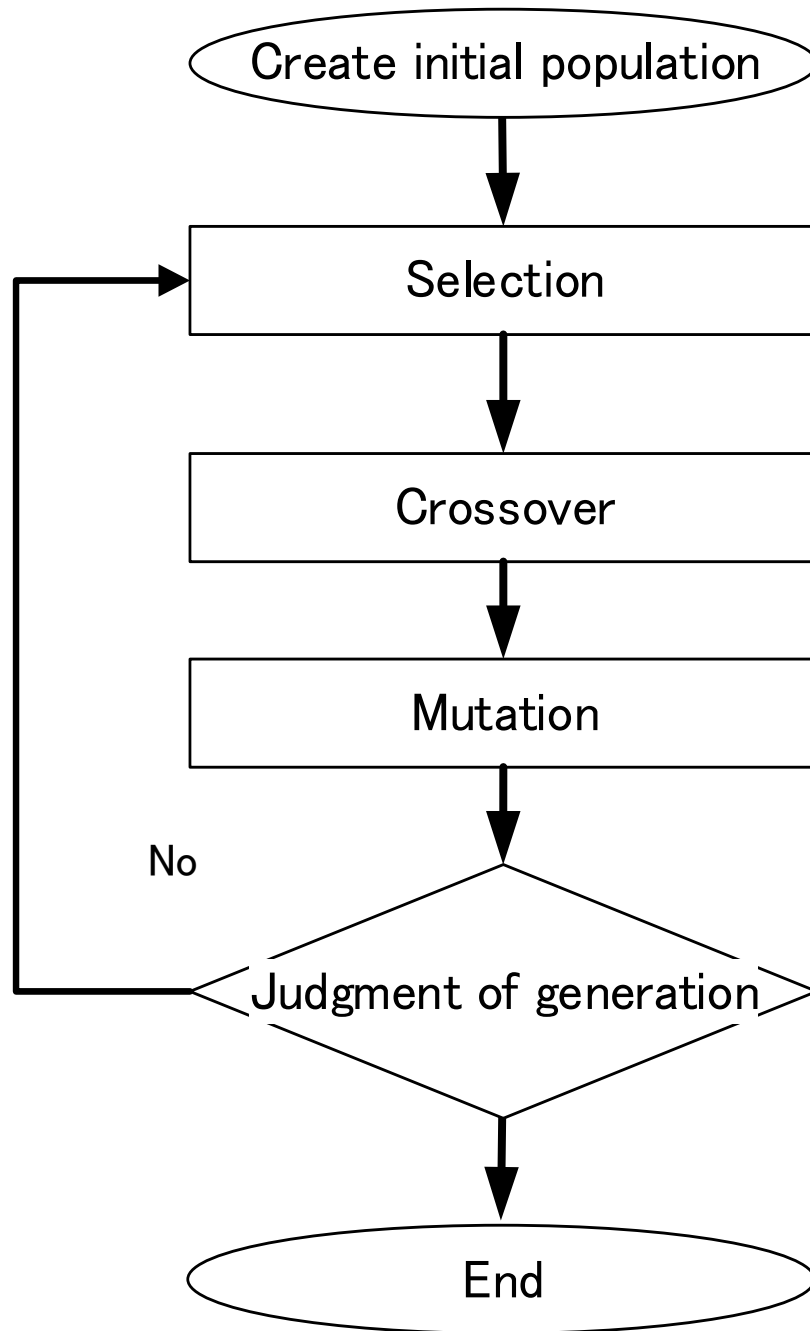 Create initial population
Selection
Crossover
Mutation
No
Judgment of generation
End